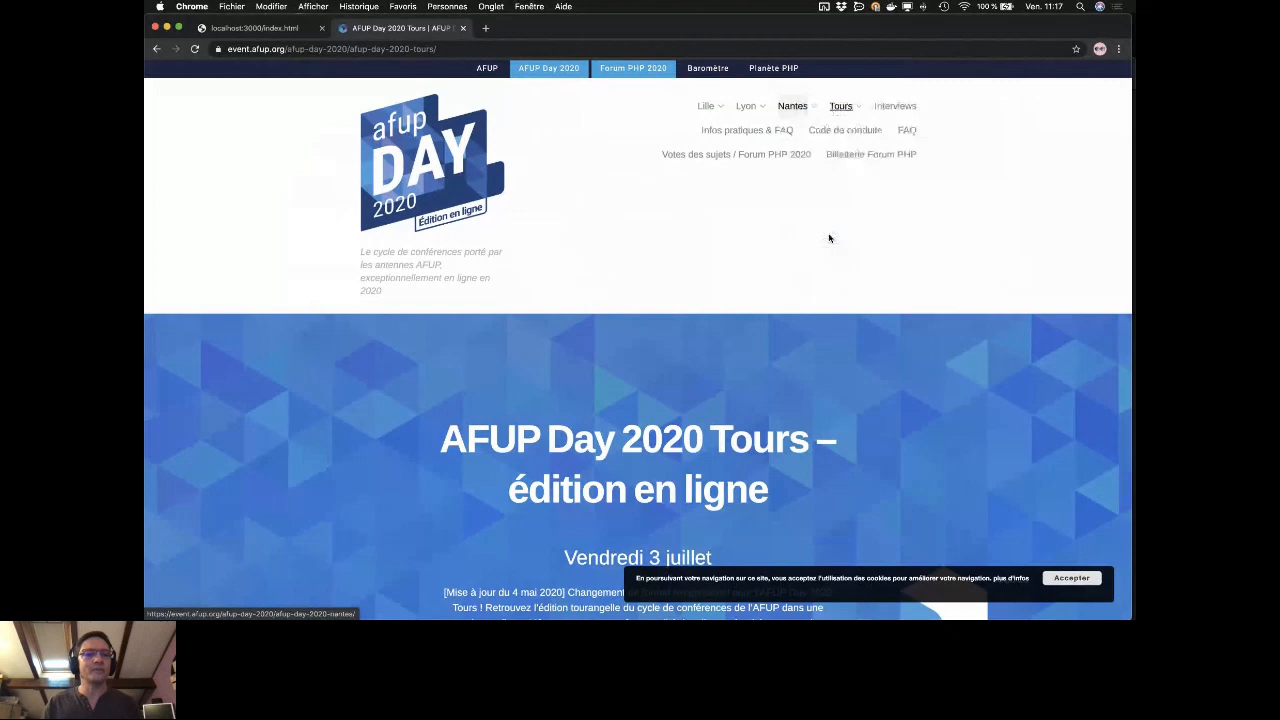 Chrome Fichier Modifier Afficher Historique Favoris Personnes Onglet Fenêtre Aide 100 % Ven. 11:17
localhost:3000/index.html
AFUP Day 2020 Tours | AFUP
event.afup.org/afup-day-2020/afup-day-2020-tours/
AFUP AFUP Day 2020 Forum PHP 2020 Baromètre Planète PHP
afup
DAY
2020
Édition en ligne
Lille Lyon Nantes Tours Interviews
Infos pratiques & FAQ Code de conduite FAQ
Votes des sujets / Forum PHP 2020 Billetterie Forum PHP
Le cycle de conférences porté par
les antennes AFUP,
exceptionnellement en ligne en
2020
AFUP Day 2020 Tours –
édition en ligne
Vendredi 3 juillet
En poursuivant votre navigation sur ce site, vous acceptez l'utilisation des cookies pour améliorer votre navigation. plus d'infos
Accepter
[Mise à jour du 4 mai 2020] Changement
Tours ! Retrouvez l'édition tourangelle du cycle de conférences de l'AFUP dans une
https://event.afup.org/afup-day-2020/afup-day-2020-nantes/